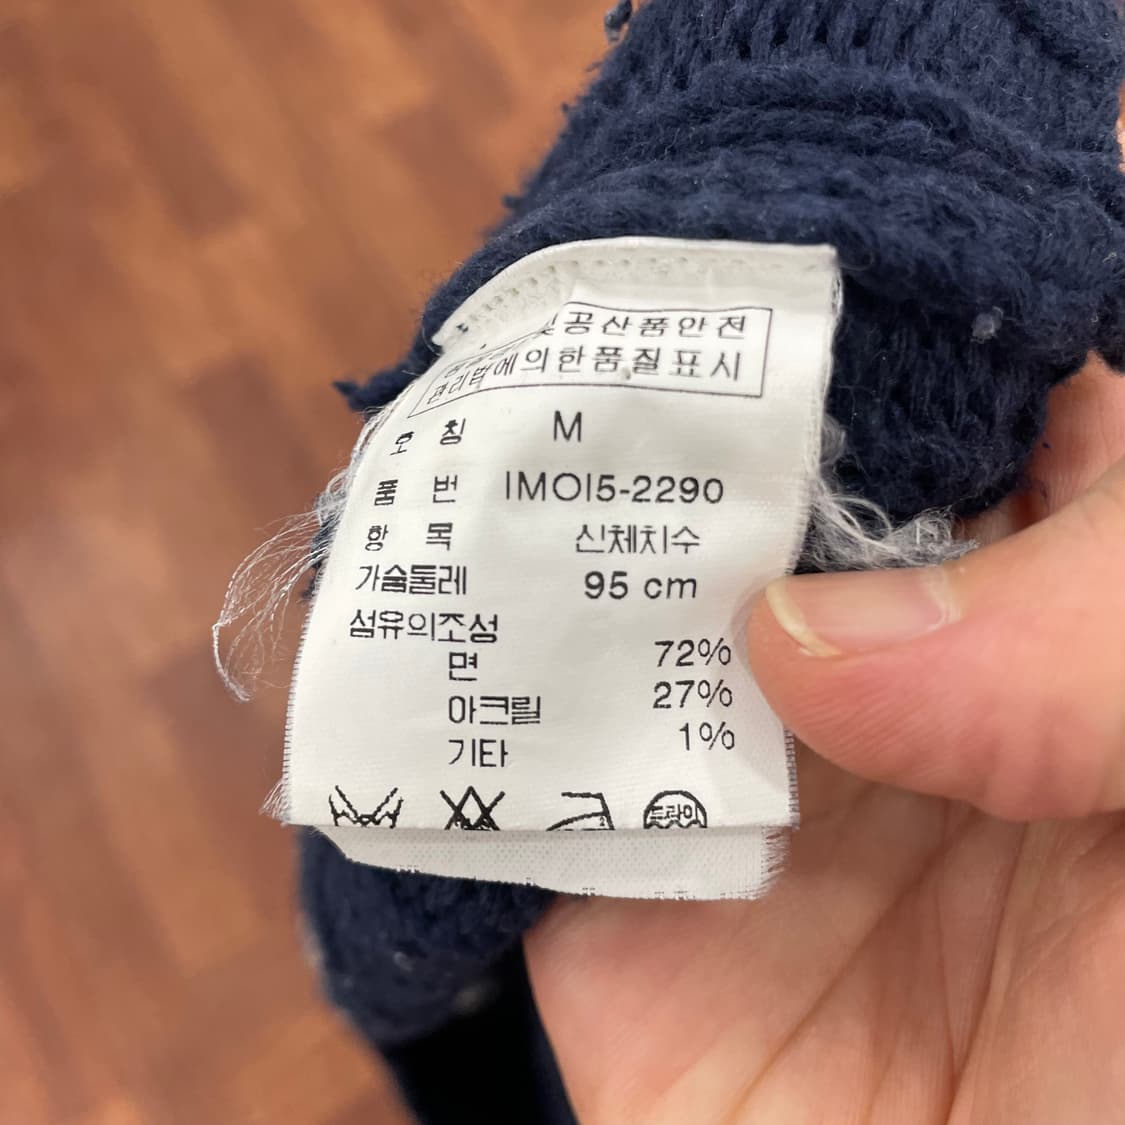 공산품안전
관리법에의한품질표시
호 칭 M
품 번 IMO15-2290
항 목 신체치수
가슴둘레 95 cm
섬유의조성
면 72%
아크릴 27%
기타 1%
드라이